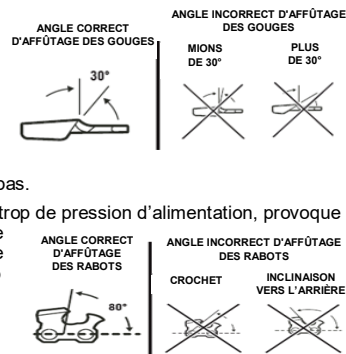 ANGLE CORRECT
D'AFFÛTAGE DES GOUGES
ANGLE INCORRECT D'AFFÛTAGE
DES GOUGES
MIONS
DE 30°
PLUS
DE 30°
30°
pas.
trop de pression d’alimentation, provoque
e
e
ANGLE CORRECT
D'AFFÛTAGE
DES RABOTS
ANGLE INCORRECT D'AFFÛTAGE
DES RABOTS
CROCHET
INCLINAISON
VERS L’ARRIÈRE
80°